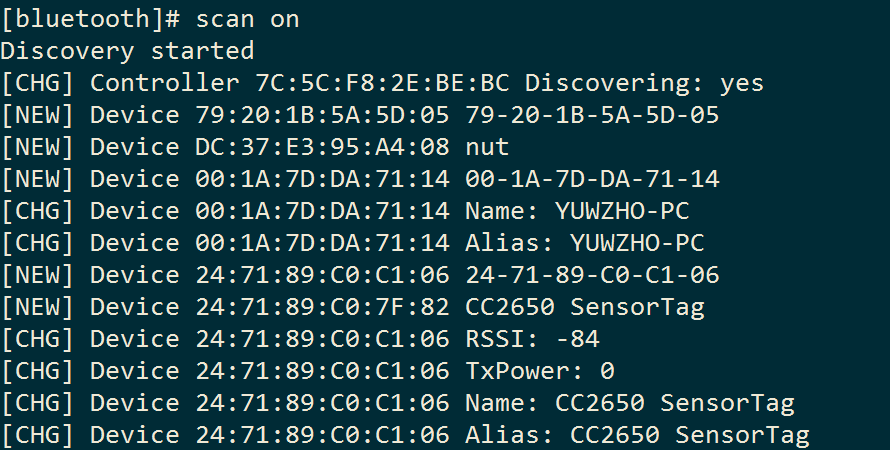 [bluetooth]# scan on
Discovery started
[CHG] Controller 7C:5C:F8:2E:BE:BC Discovering: yes
[NEW] Device 79:20:1B:5A:5D:05 79-20-1B-5A-5D-05
[NEW] Device DC:37:E3:95:A4:08 nut
[NEW] Device 00:1A:7D:DA:71:14 00-1A-7D-DA-71-14
[CHG] Device 00:1A:7D:DA:71:14 Name: YUWZHO-PC
[CHG] Device 00:1A:7D:DA:71:14 Alias: YUWZHO-PC
[NEW] Device 24:71:89:C0:C1:06 24-71-89-C0-C1-06
[NEW] Device 24:71:89:C0:7F:82 CC2650 SensorTag
[CHG] Device 24:71:89:C0:C1:06 RSSI: -84
[CHG] Device 24:71:89:C0:C1:06 TxPower: 0
[CHG] Device 24:71:89:C0:C1:06 Name: CC2650 SensorTag
[CHG] Device 24:71:89:C0:C1:06 Alias: CC2650 SensorTag